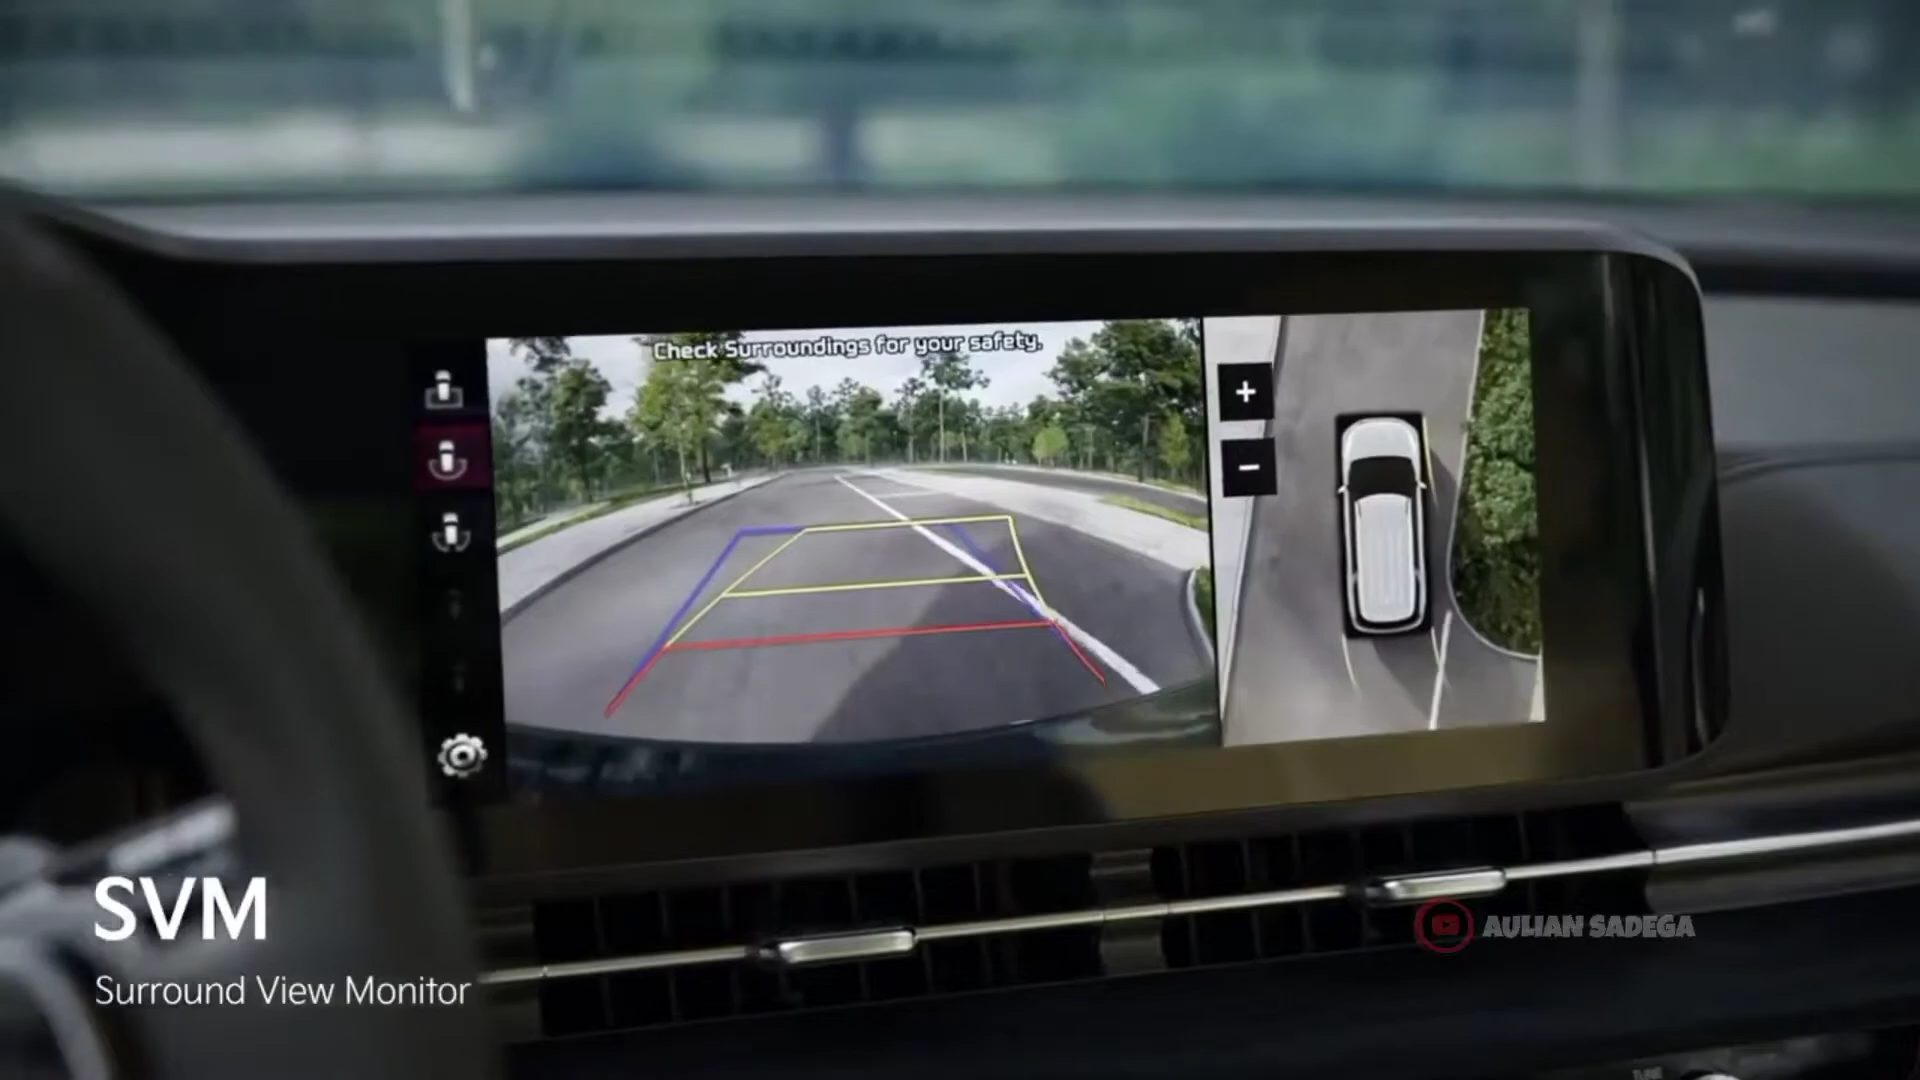 Check Surroundings for your safety.
+
-
SVM
Surround View Monitor
AULIAN SADEGA